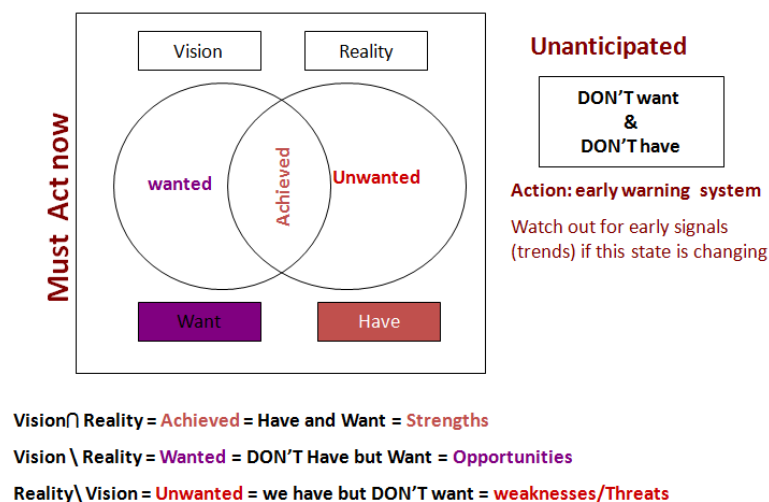 Vision
Reality
Unanticipated
Must Act now
wanted
Achieved
Unwanted
DON'T want
&
DON'T have
Action: early warning system
Watch out for early signals
(trends) if this state is changing
Want
Have
Vision∩ Reality = Achieved = Have and Want = Strengths
Vision \ Reality = Wanted = DON'T Have but Want = Opportunities
Reality\ Vision = Unwanted = we have but DON'T want = weaknesses/Threats